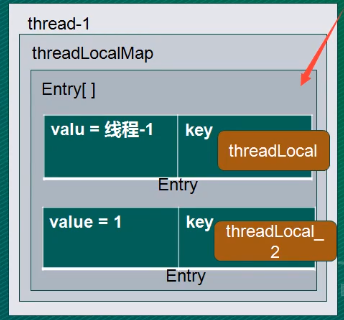 thread-1
threadLocalMap
Entry[ ]
valu = 线程-1
key
threadLocal
Entry
value = 1
key
threadLocal_
2
Entry